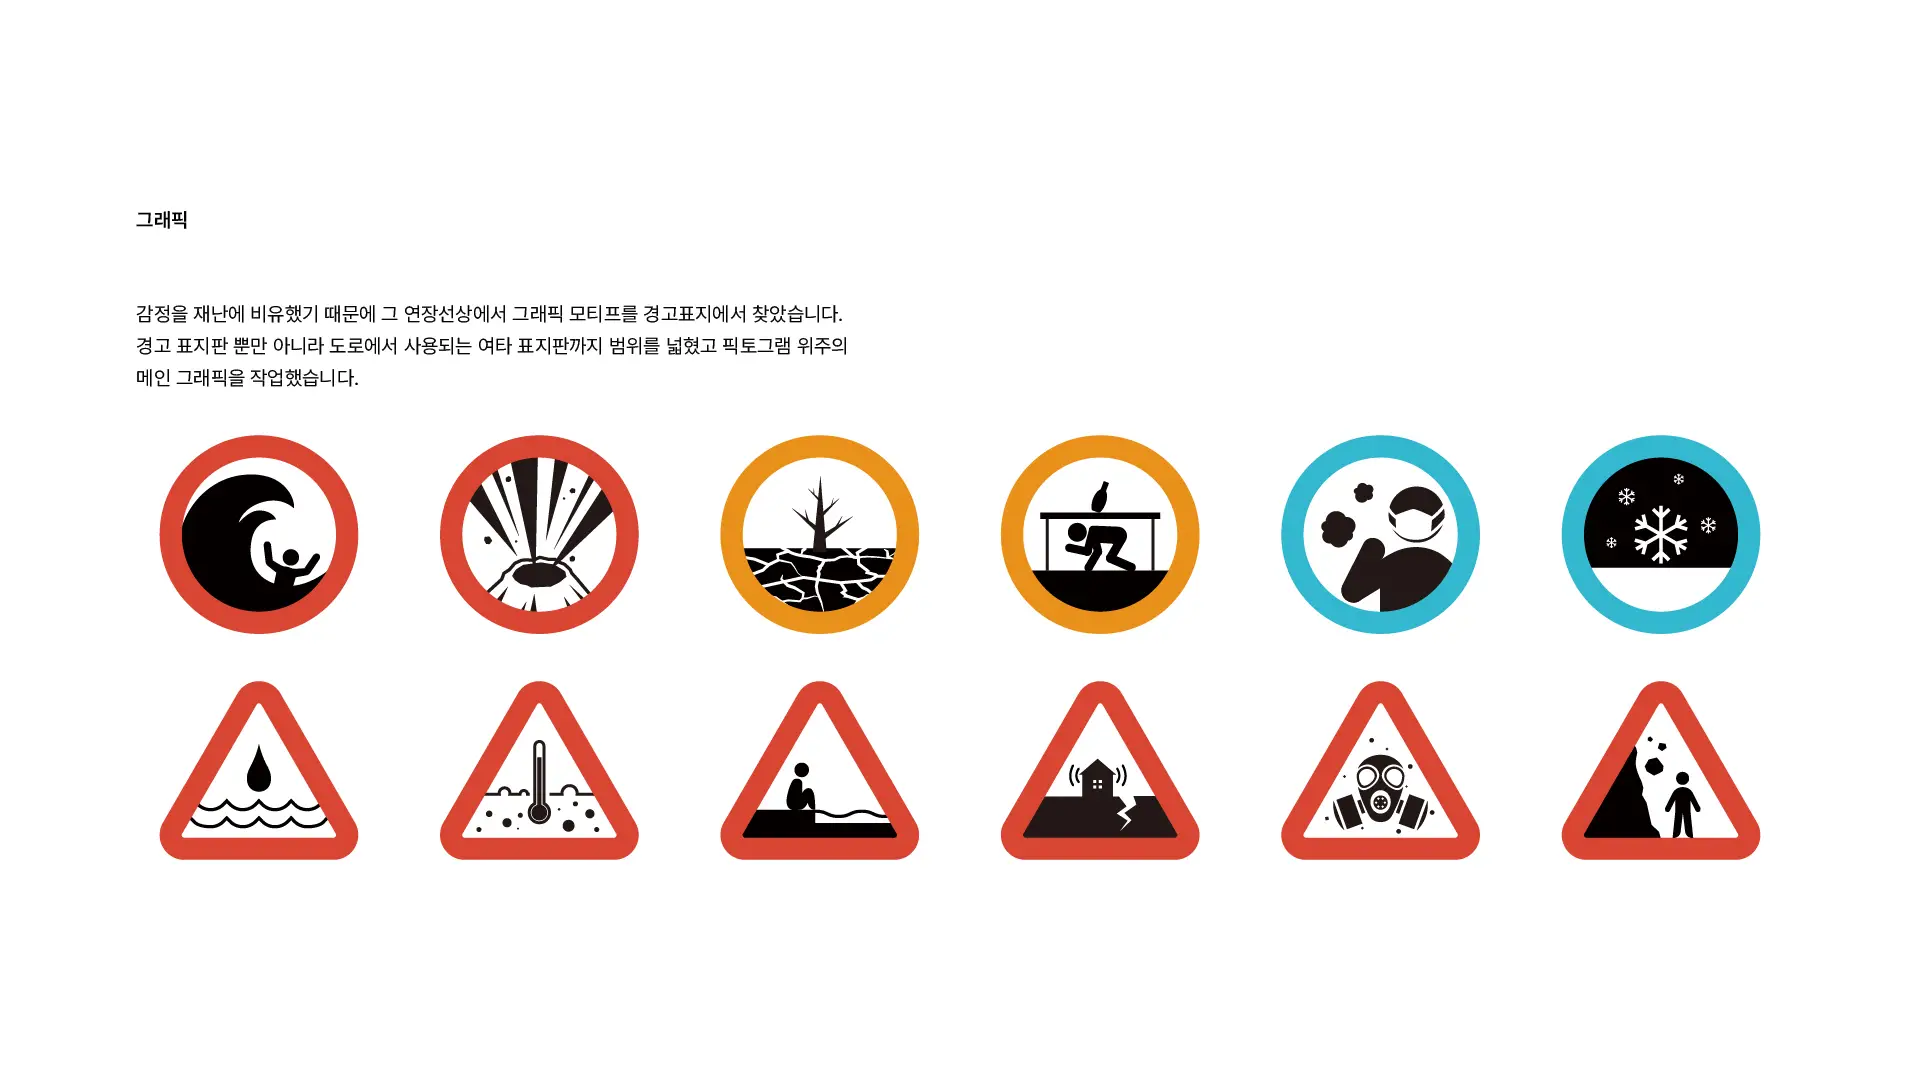 그래픽
감정을 재난에 비유했기 때문에 그 연장선상에서 그래픽 모티프를 경고표지에서 찾았습니다.
경고 표지판 뿐만 아니라 도로에서 사용되는 여타 표지판까지 범위를 넓혔고 픽토그램 위주의
메인 그래픽을 작업했습니다.